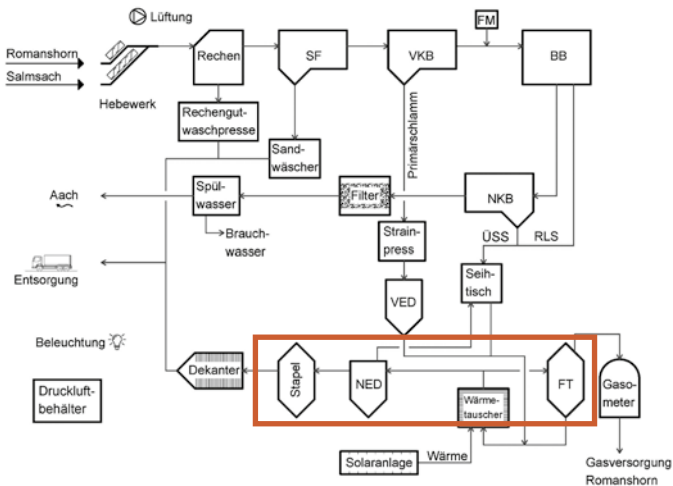 Lüftung
FM
Romanshorn
Salmsach
Hebewerk
Rechen
SF
VKB
BB
Rechengut-
waschpresse
Sand-
wäscher
Primärschlamm
Aach
Spül-
wasser
Filter
NKB
Brauch-
wasser
Strain-
press
ÜSS
RLS
Seih-
tisch
Entsorgung
VED
Beleuchtung
Dekanter
Stapel
NED
Wärme-
tauscher
FT
Gaso-
meter
Druckluft-
behälter
Solaranlage
Wärme
Gasversorgung
Romanshorn